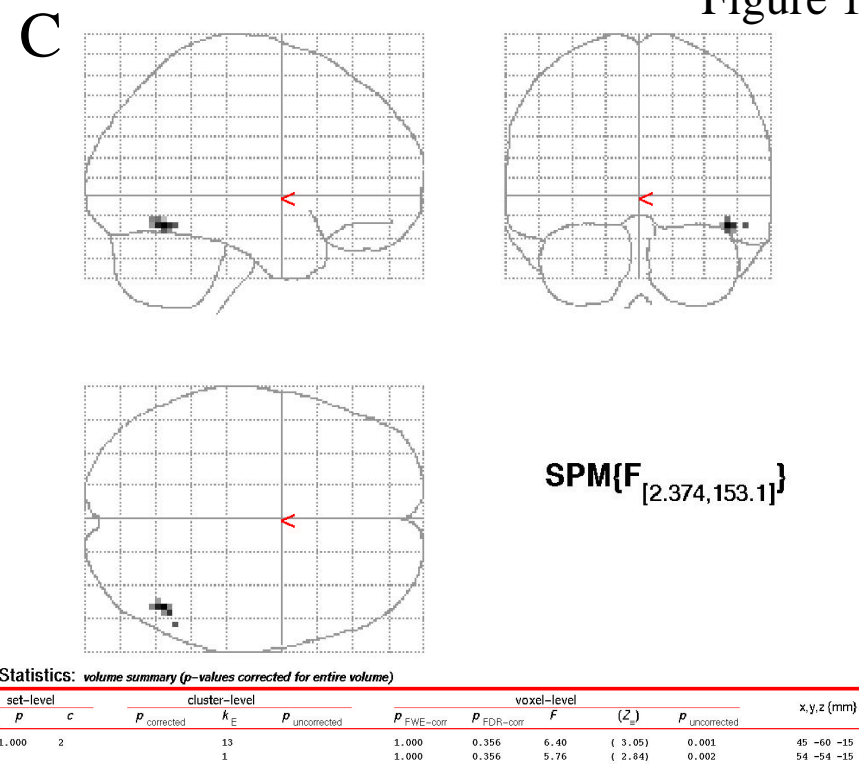 Figure 1
C
<
<
<
SPM{F[2.374,153.1]}
Statistics: volume summary (p-values corrected for entire volume)
set-level cluster-level voxel-level x,y,z {mm}
p c p corrected k E p uncorrected p FWE-corr p FDR-corr F (Z≡) p uncorrected
1.000 2 13 1.000 0.356 6.40 ( 3.05) 0.001 45 -60 -15
1 1.000 0.356 5.76 ( 2.84) 0.002 54 -54 -15